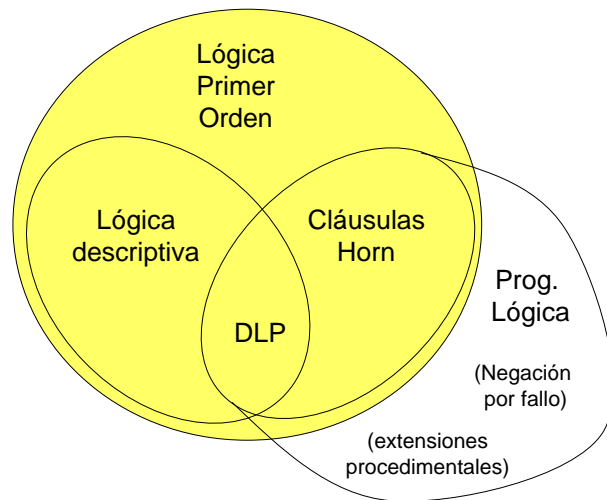 Lógica
Primer
Orden
Lógica
descriptiva
Cláusulas
Horn
DLP
Prog.
Lógica
(Negación
por fallo)
(extensiones
procedimentales)